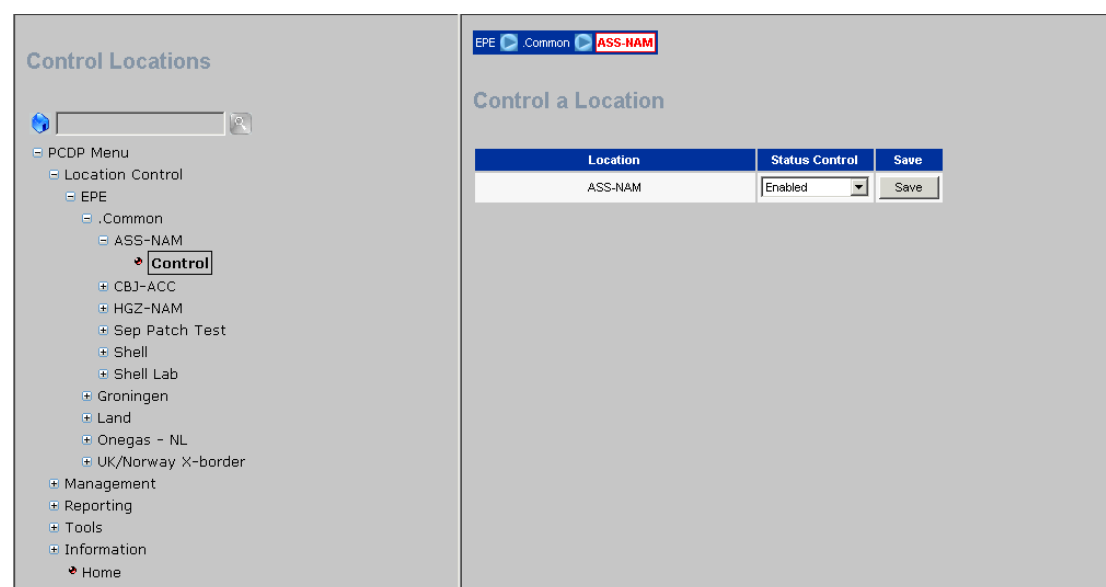 Control Locations
PCDP Menu
Location Control
EPE
.Common
ASS-NAM
Control
CBJ-ACC
HGZ-NAM
Sep Patch Test
Shell
Shell Lab
Groningen
Land
Onegas - NL
UK/Norway X-border
Management
Reporting
Tools
Information
Home
EPE .Common ASS-NAM
Control a Location
Location Status Control Save
ASS-NAM Enabled Save